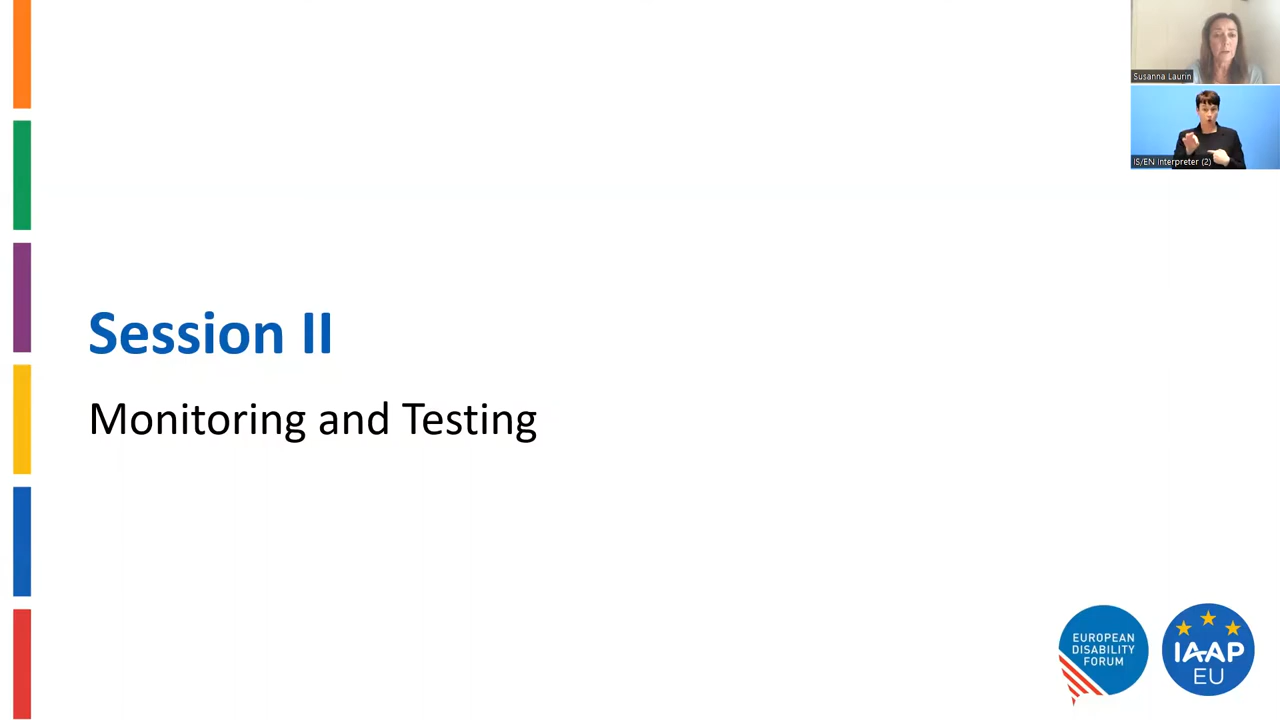 Susanna Laurin
IS/EN Interpreter (2)
Session II
Monitoring and Testing
EUROPEAN
DISABILITY
FORUM
IAAP
EU